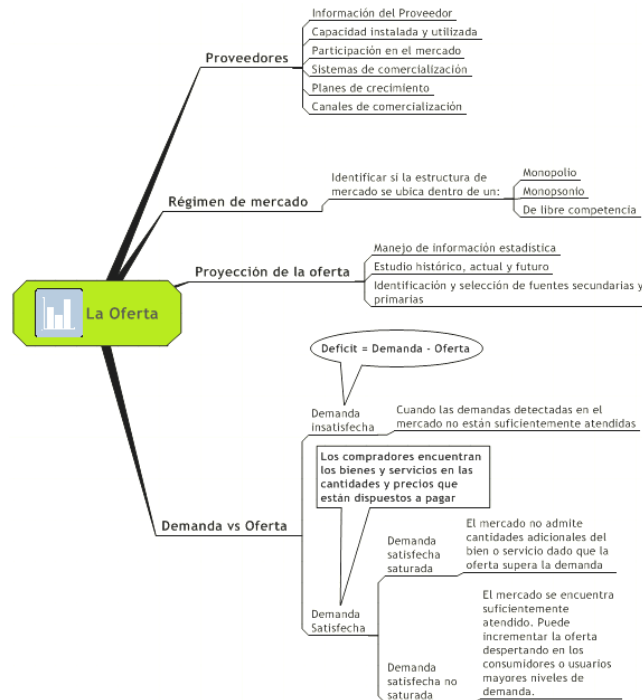 Información del Proveedor
Capacidad instalada y utilizada
Participación en el mercado
Sistemas de comercialización
Planes de crecimiento
Canales de comercialización
Proveedores
Régimen de mercado
Identificar si la estructura de
mercado se ubica dentro de un:
Monopolio
Monopsonio
De libre competencia
Proyección de la oferta
Manejo de información estadística
Estudio histórico, actual y futuro
Identificación y selección de fuentes secundarias y
primarias
La Oferta
Deficit = Demanda - Oferta
Demanda
insatisfecha
Cuando las demandas detectadas en el
mercado no están suficientemente atendidas
Los compradores encuentran
los bienes y servicios en las
cantidades y precios que
están dispuestos a pagar
Demanda vs Oferta
Demanda
satisfecha
saturada
El mercado no admite
cantidades adicionales del
bien o servicio dado que la
oferta supera la demanda
Demanda
Satisfecha
Demanda
satisfecha no
saturada
El mercado se encuentra
suficientemente
atendido. Puede
incrementar la oferta
despertando en los
consumidores o usuarios
mayores niveles de
demanda.